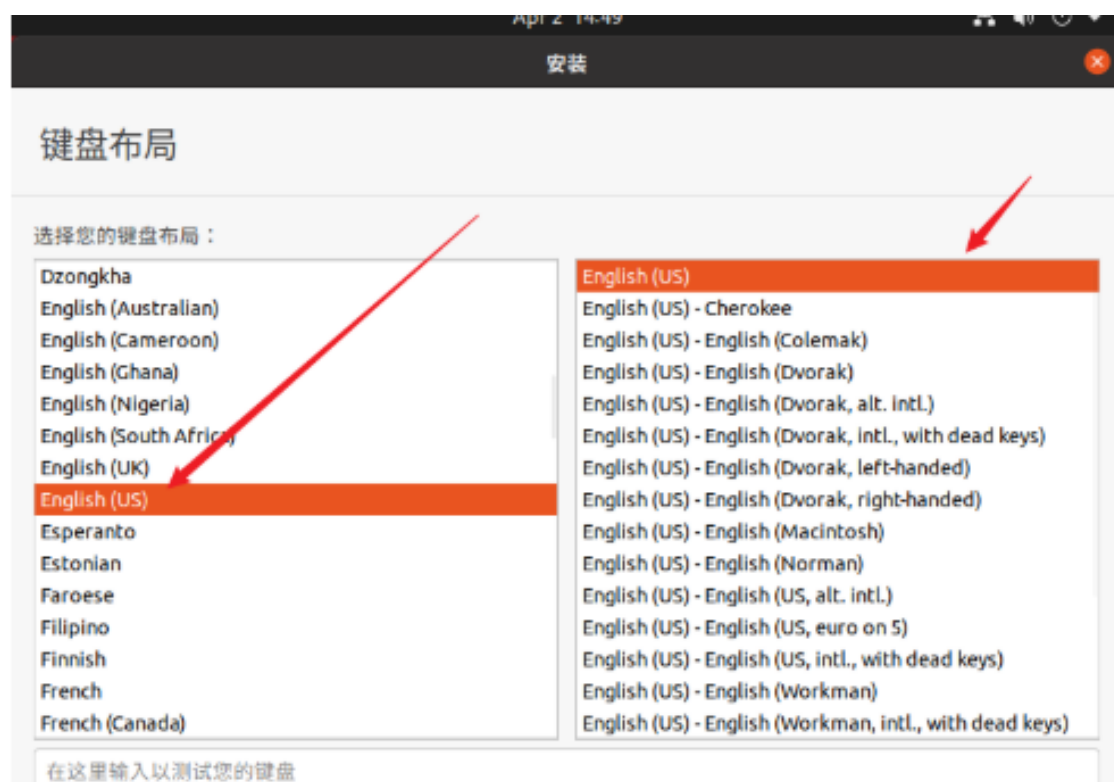 Apr 2 14:49
安装
键盘布局
选择您的键盘布局：
Dzongkha
English (Australian)
English (Cameroon)
English (Ghana)
English (Nigeria)
English (South Africa)
English (UK)
English (US)
Esperanto
Estonian
Faroese
Filipino
Finnish
French
French (Canada)
English (US)
English (US) - Cherokee
English (US) - English (Colemak)
English (US) - English (Dvorak)
English (US) - English (Dvorak, alt. intl.)
English (US) - English (Dvorak, intl., with dead keys)
English (US) - English (Dvorak, left-handed)
English (US) - English (Dvorak, right-handed)
English (US) - English (Macintosh)
English (US) - English (Norman)
English (US) - English (US, alt. intl.)
English (US) - English (US, euro on 5)
English (US) - English (US, intl., with dead keys)
English (US) - English (Workman)
English (US) - English (Workman, intl., with dead keys)
在这里输入以测试您的键盘